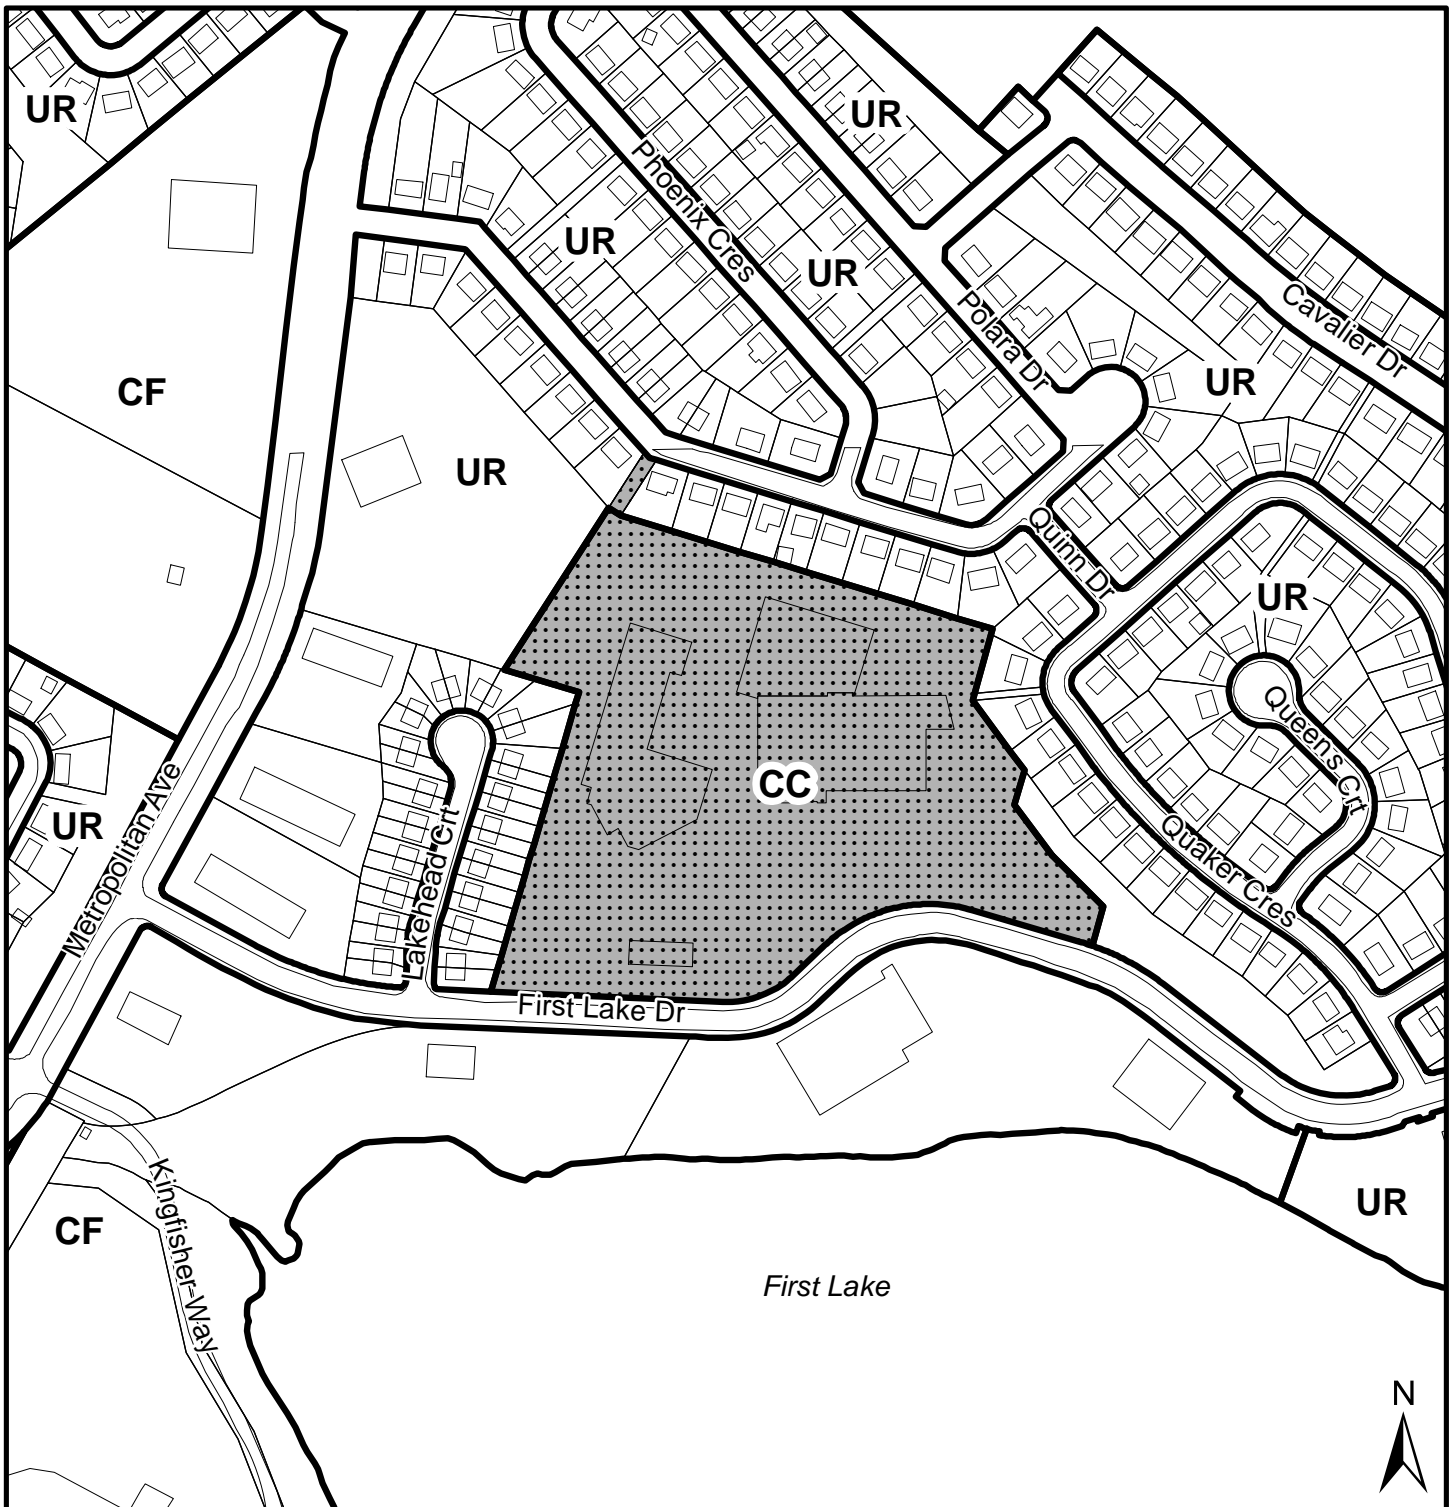 UR
UR
Phoenix Cres
UR
UR
Cavalier Dr
Polara Dr
CF
UR
UR
Quinn Dr
UR
Queen's Crt
CC
Metropolitan Ave
UR
Lakehead Crt
Quaker Cres
First Lake Dr
Kingfisher Way
CF
UR
First Lake
N